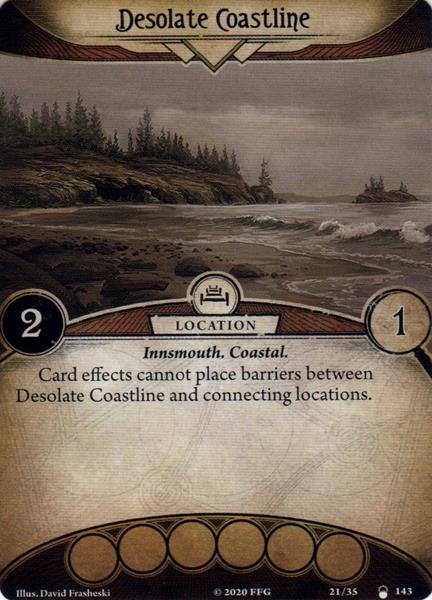 Desolate Coastline
2
1
LOCATION
Innsmouth. Coastal.
Card effects cannot place barriers between
Desolate Coastline and connecting locations.
Illus. David Frasheski
© 2020 FFG
21/35
143